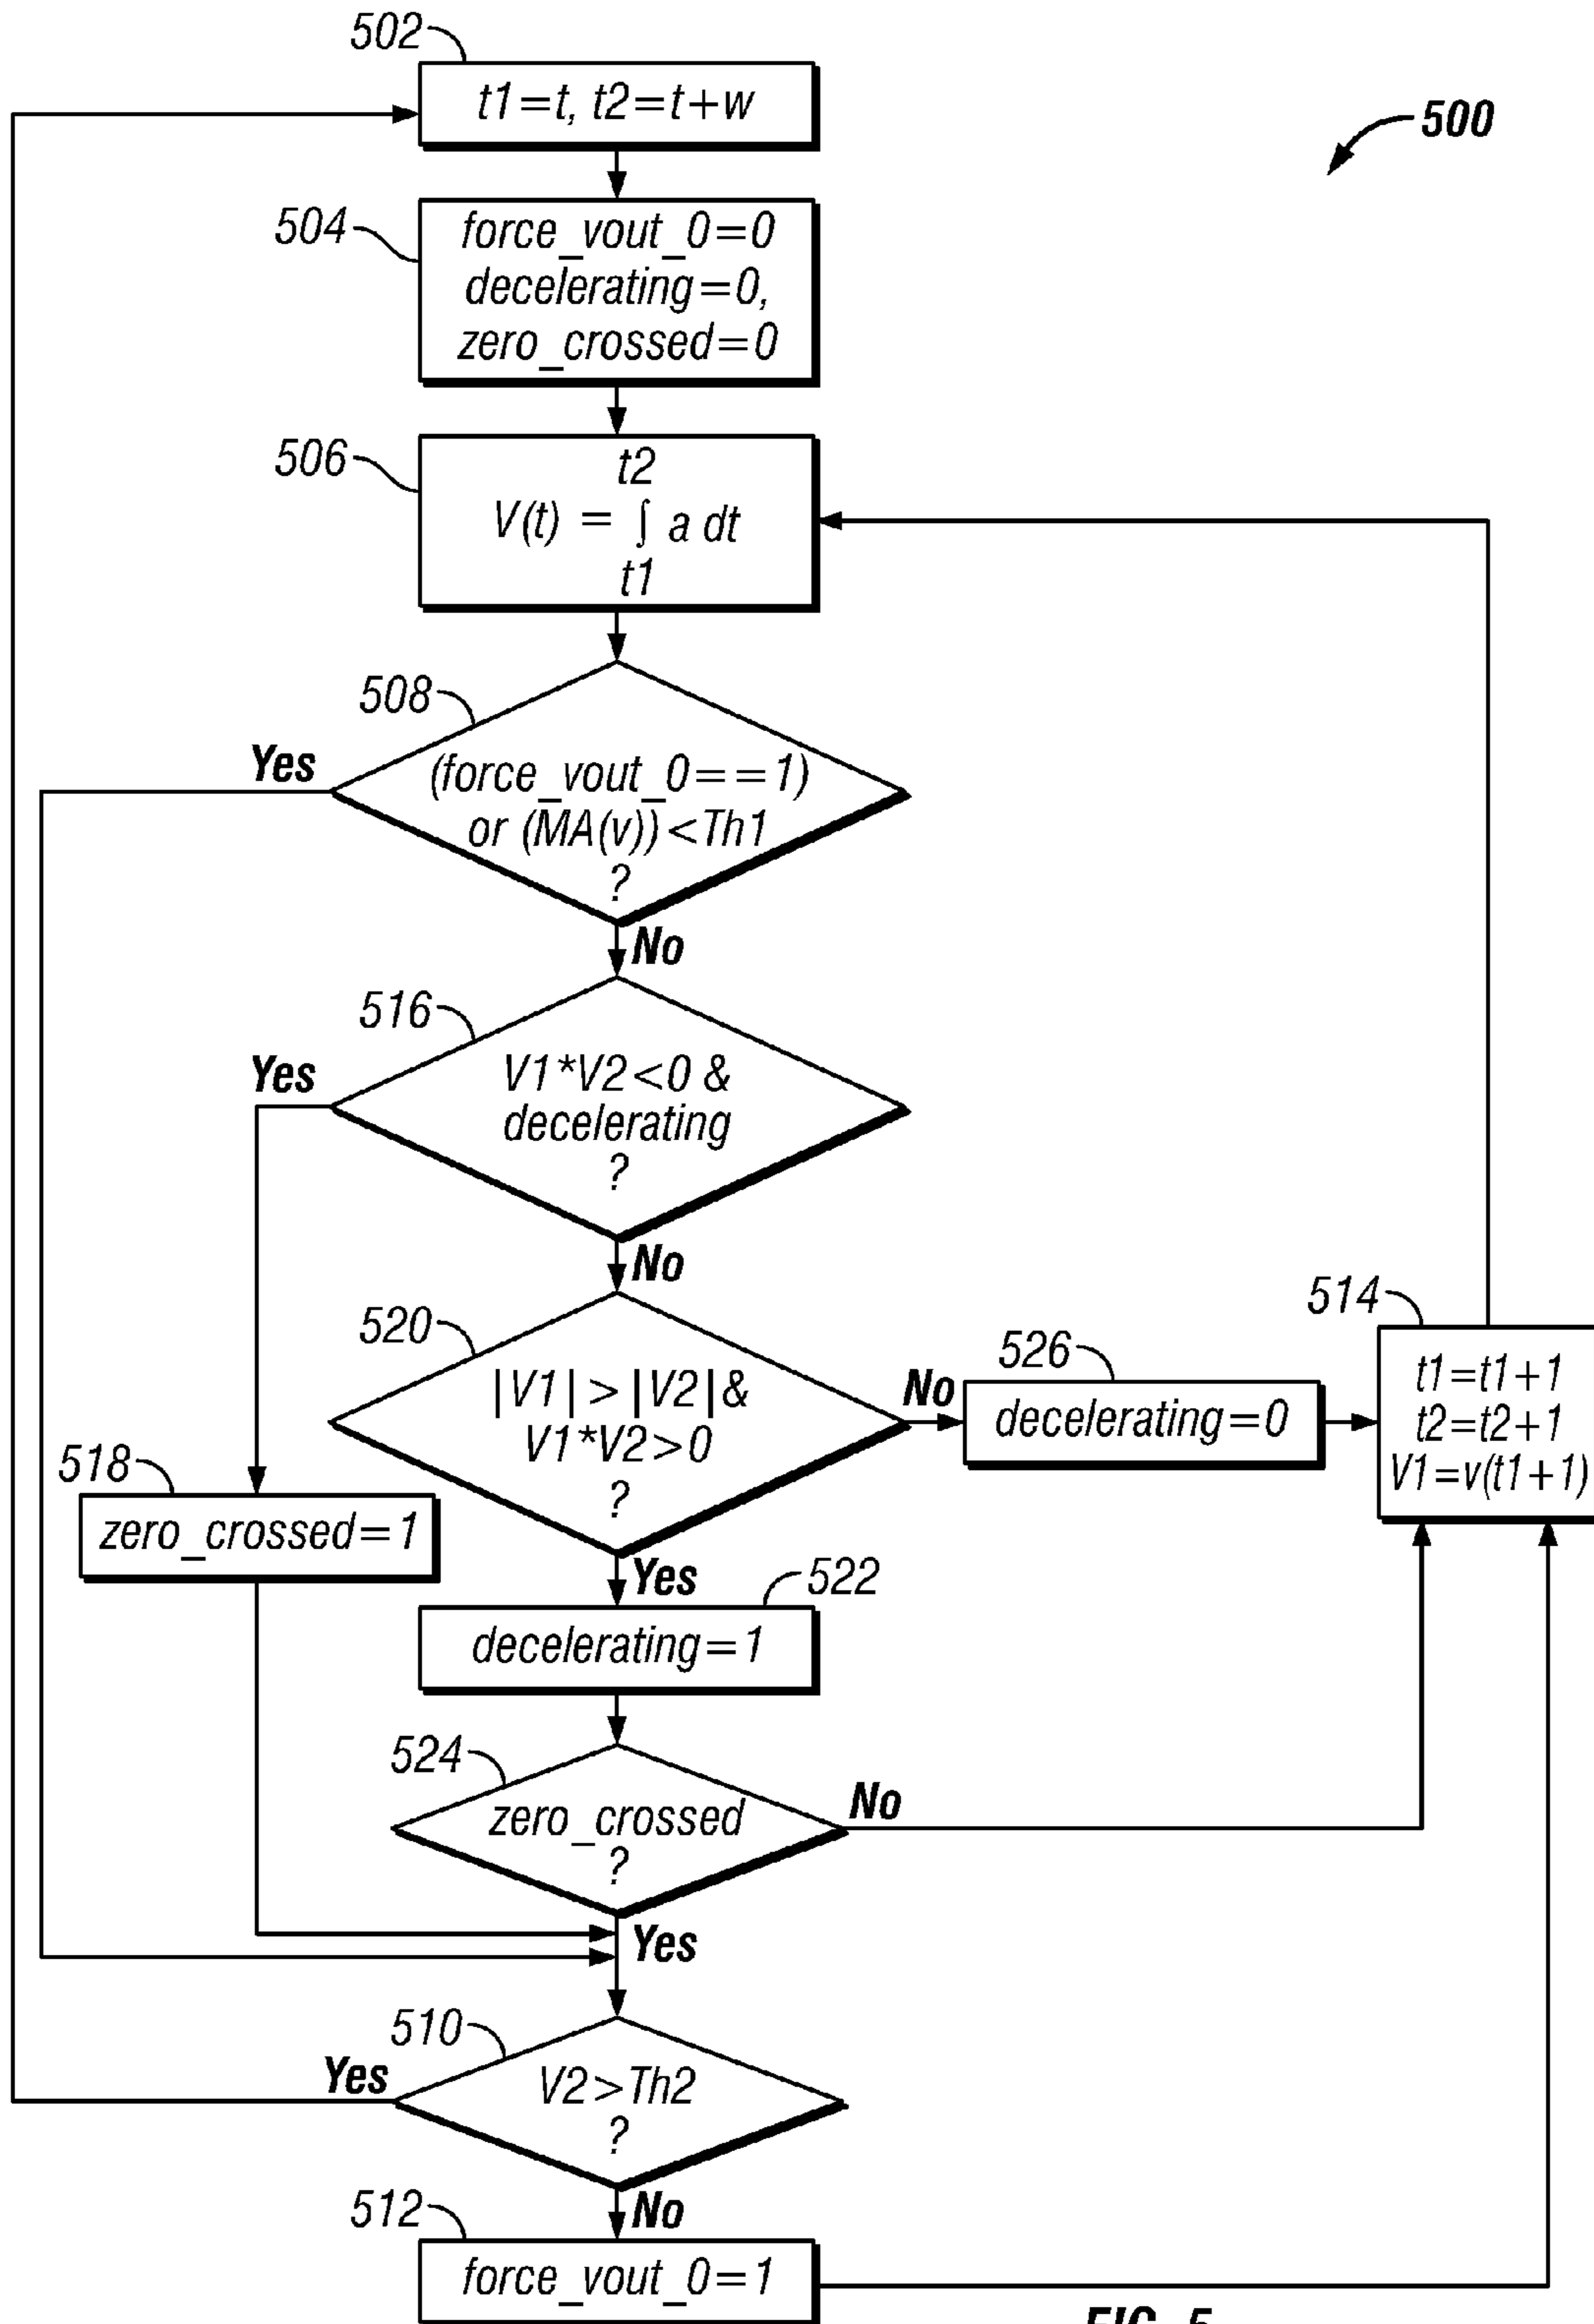 502
t1=t, t2=t+w
500
504
force_vout_0=0
decelerating=0,
zero_crossed=0
506
t2
V(t) = ∫ a dt
t1
508
Yes
(force_vout_0==1)
or (MA(v))<Th1
?
No
516
Yes
V1*V2<0 &
decelerating
?
No
520
|V1|>|V2|&
V1*V2>0
?
No
526
decelerating=0
514
t1=t1+1
t2=t2+1
V1=v(t1+1)
518
zero_crossed=1
Yes
522
decelerating=1
524
zero_crossed
?
No
Yes
510
Yes
V2>Th2
?
No
512
force_vout_0=1
FIG. 5